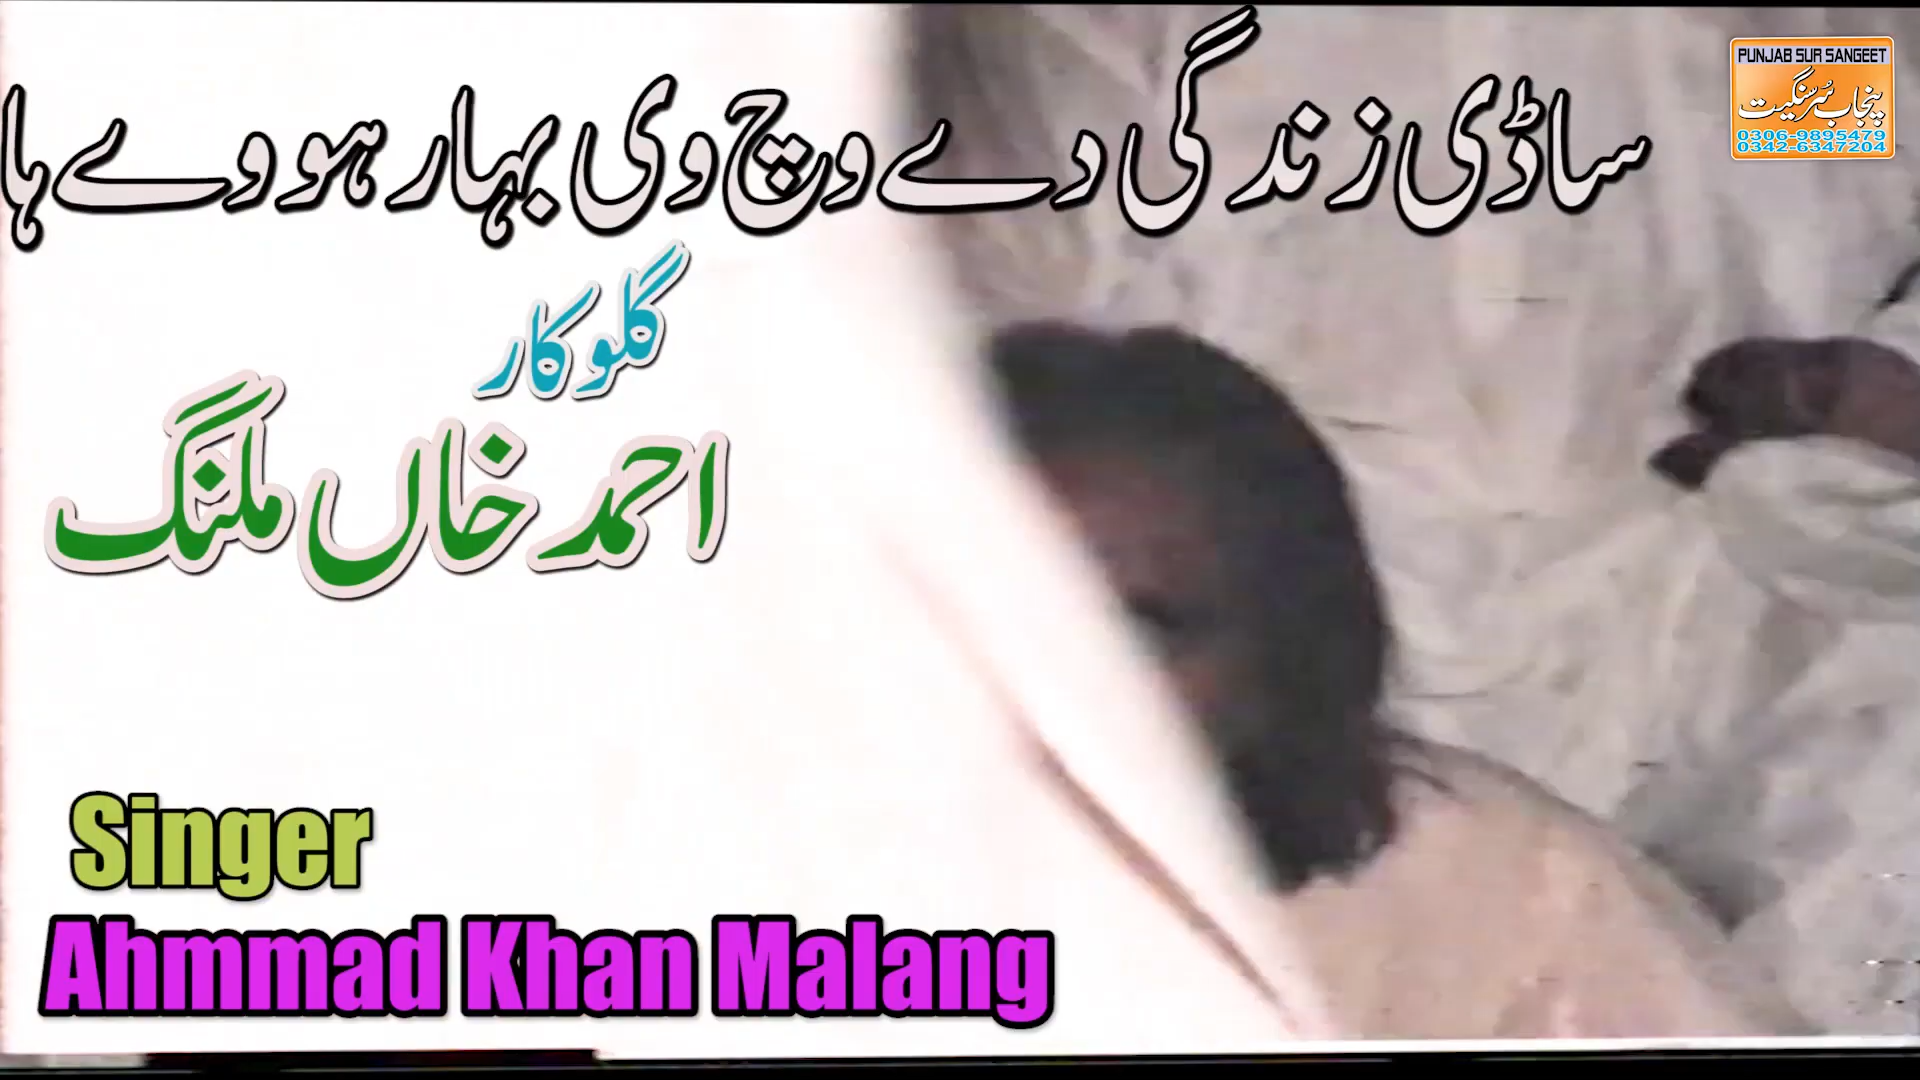 ساڈی زندگی دے وچ وی بہار ہووے ہا
PUNJAB SUR SANGEET
پنجاب سُر سنگیت
0306-9895479
0342-6347204
گلوکار
احمد خاں ملنگ
Singer
Ahmmad Khan Malang